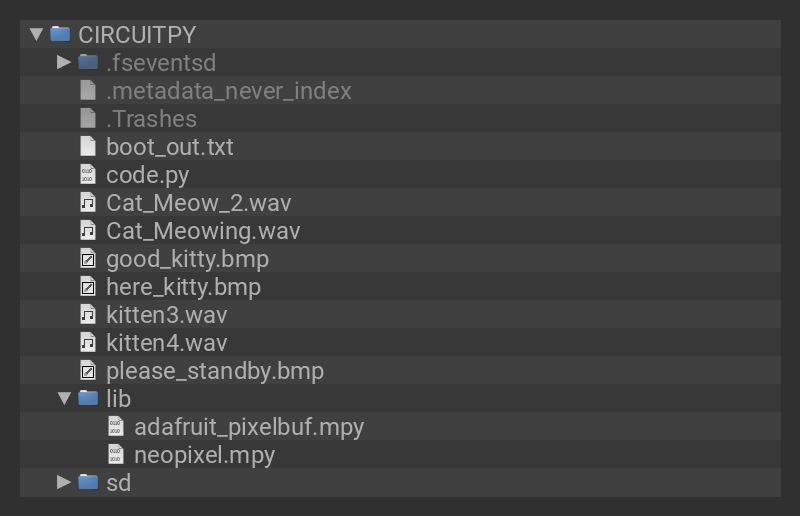 CIRCUITPY
.fseventsd
.metadata_never_index
.Trashes
boot_out.txt
code.py
Cat_Meow_2.wav
Cat_Meowing.wav
good_kitty.bmp
here_kitty.bmp
kitten3.wav
kitten4.wav
please_standby.bmp
lib
adafruit_pixelbuf.mpy
neopixel.mpy
sd